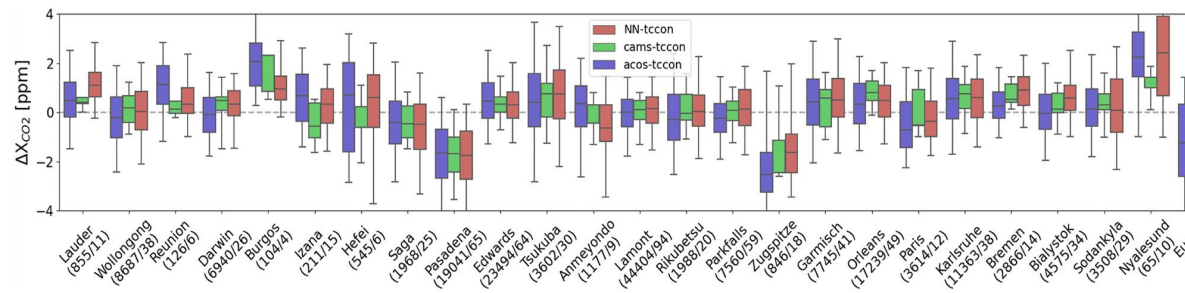 4
2
0
−2
−4
ΔX_CO2 [ppm]
NN-tccon
cams-tccon
acos-tccon
Lauder
(855/11)
Wollongong
(8687/38)
Reunion
(126/6)
Darwin
(6940/26)
Burgos
(104/4)
Izana
(211/15)
Hefei
(545/6)
Saga
(1968/25)
Pasadena
(19041/65)
Edwards
(23494/64)
Tsukuba
(3602/30)
Anmeyondo
(1177/9)
Lamont
(44404/94)
Rikubetsu
(1988/20)
Parkfalls
(7560/59)
Zugspitze
(846/18)
Garmisch
(7745/41)
Orleans
(17239/49)
Paris
(3614/12)
Karlsruhe
(11363/38)
Bremen
(2866/14)
Bialystok
(4575/34)
Sodankyla
(3508/29)
Nyalesund
(65/10)